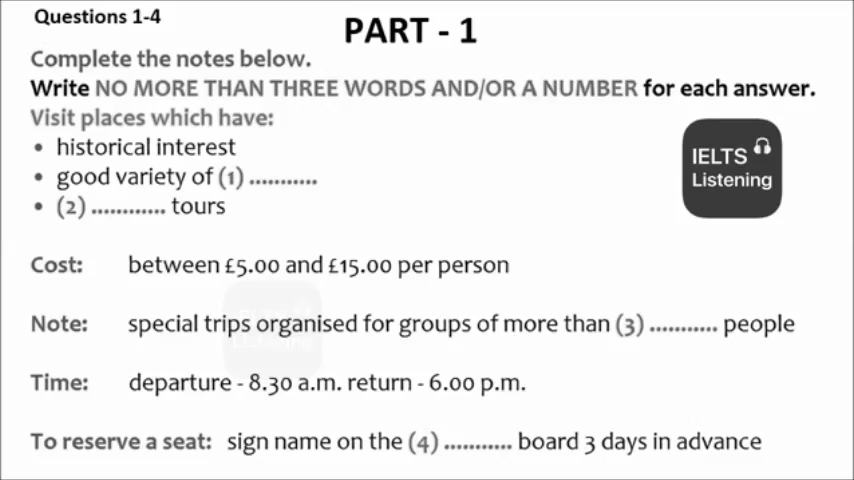 Questions 1-4
PART - 1
Complete the notes below.
Write NO MORE THAN THREE WORDS AND/OR A NUMBER for each answer.
Visit places which have:
• historical interest
• good variety of (1) ...........
• (2) ............ tours
IELTS
Listening
Cost: between £5.00 and £15.00 per person
Note: special trips organised for groups of more than (3) ........... people
Time: departure - 8.30 a.m. return - 6.00 p.m.
To reserve a seat: sign name on the (4) ........... board 3 days in advance